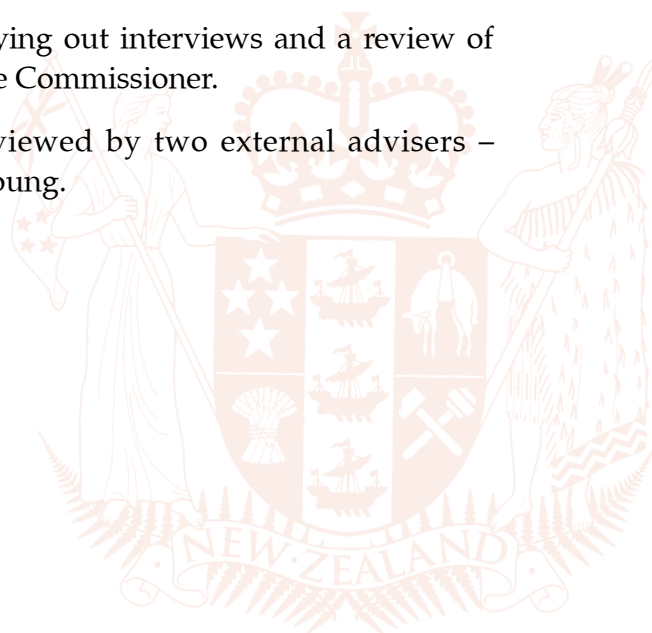 ying out interviews and a review of
e Commissioner.
viewed by two external advisers –
oung.
NEW·ZEALAND